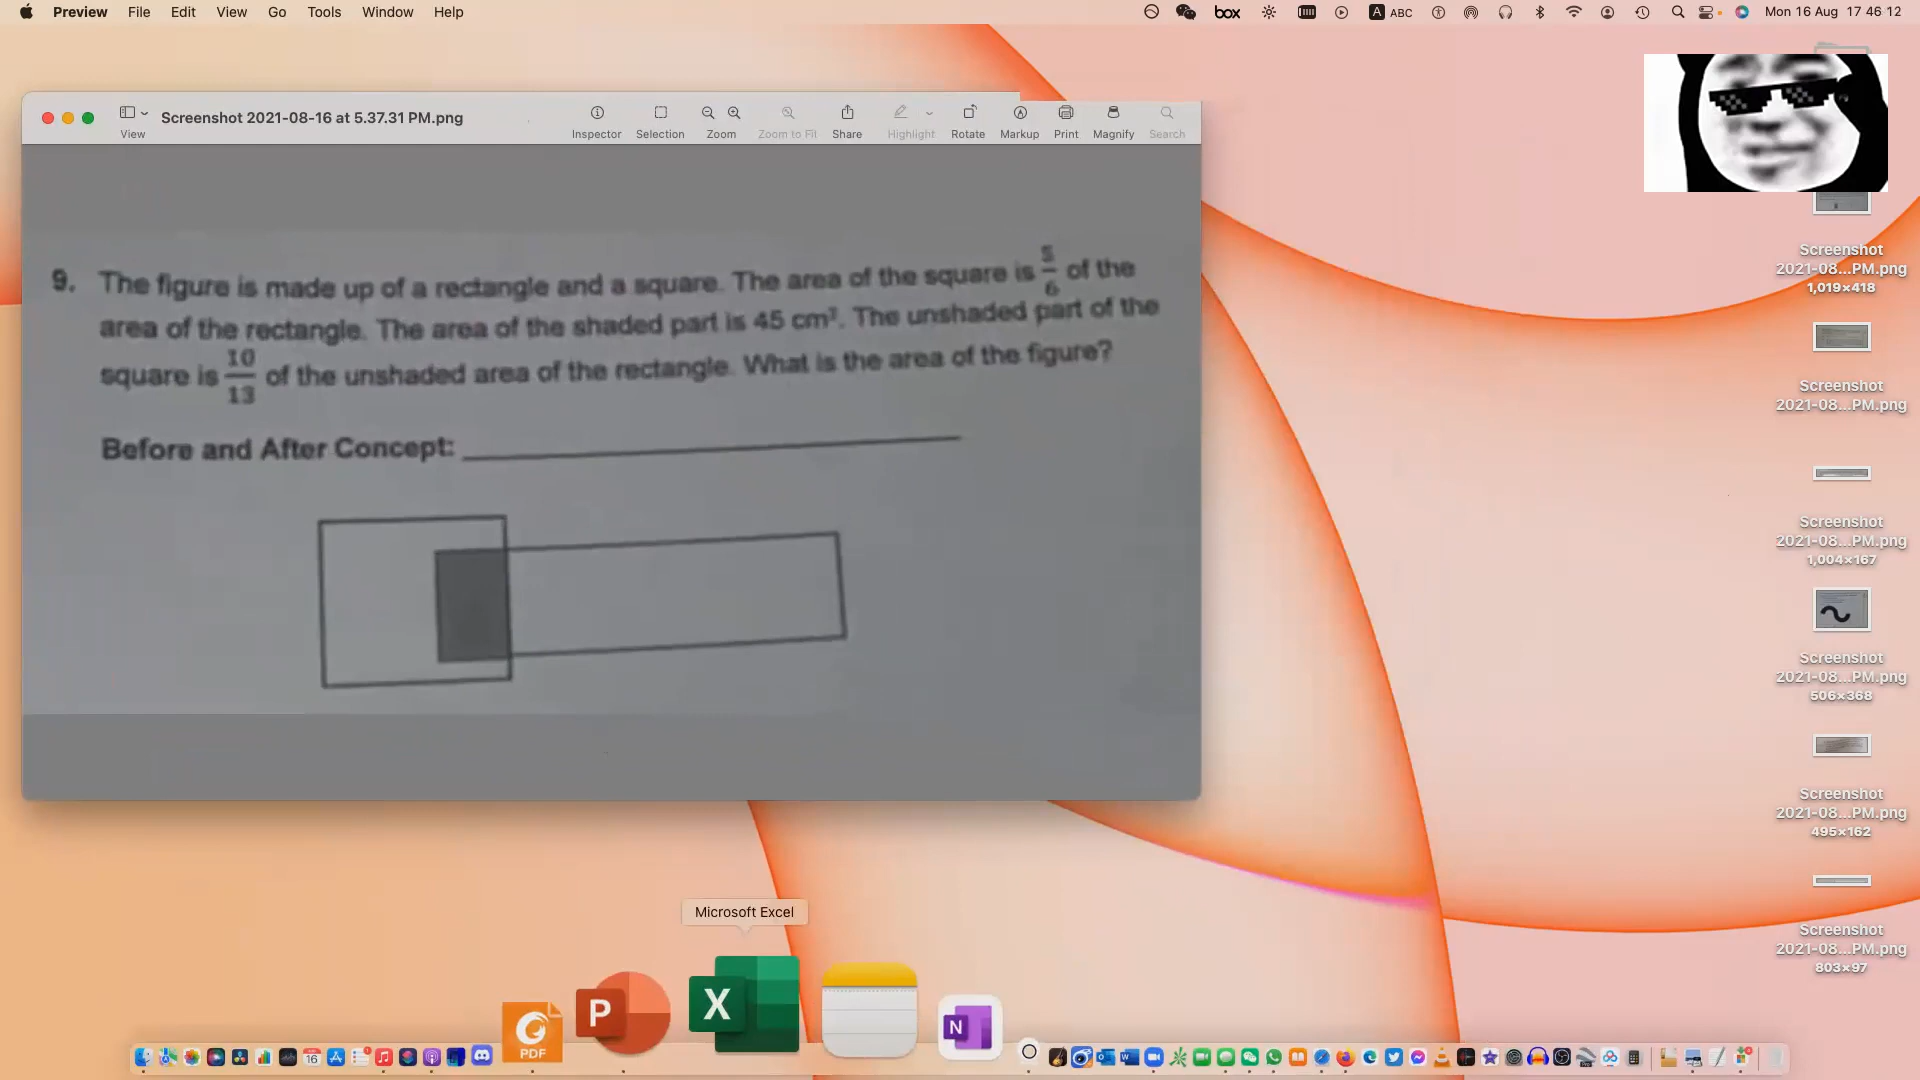 Preview File Edit View Go Tools Window Help
box
A ABC
Mon 16 Aug 17 46 12
View
Screenshot 2021-08-16 at 5.37.31 PM.png
Inspector Selection Zoom Zoom to Fit Share Highlight Rotate Markup Print Magnify Search
9. The figure is made up of a rectangle and a square. The area of the square is 5/6 of the
area of the rectangle. The area of the shaded part is 45 cm². The unshaded part of the
square is 10/13 of the unshaded area of the rectangle. What is the area of the figure?
Before and After Concept:
Screenshot
2021-08...PM.png
1,019×418
Screenshot
2021-08...PM.png
Screenshot
2021-08...PM.png
1,004×167
Screenshot
2021-08...PM.png
506×368
Screenshot
2021-08...PM.png
495×162
Screenshot
2021-08...PM.png
803×97
Microsoft Excel
PDF
P
X
N
16